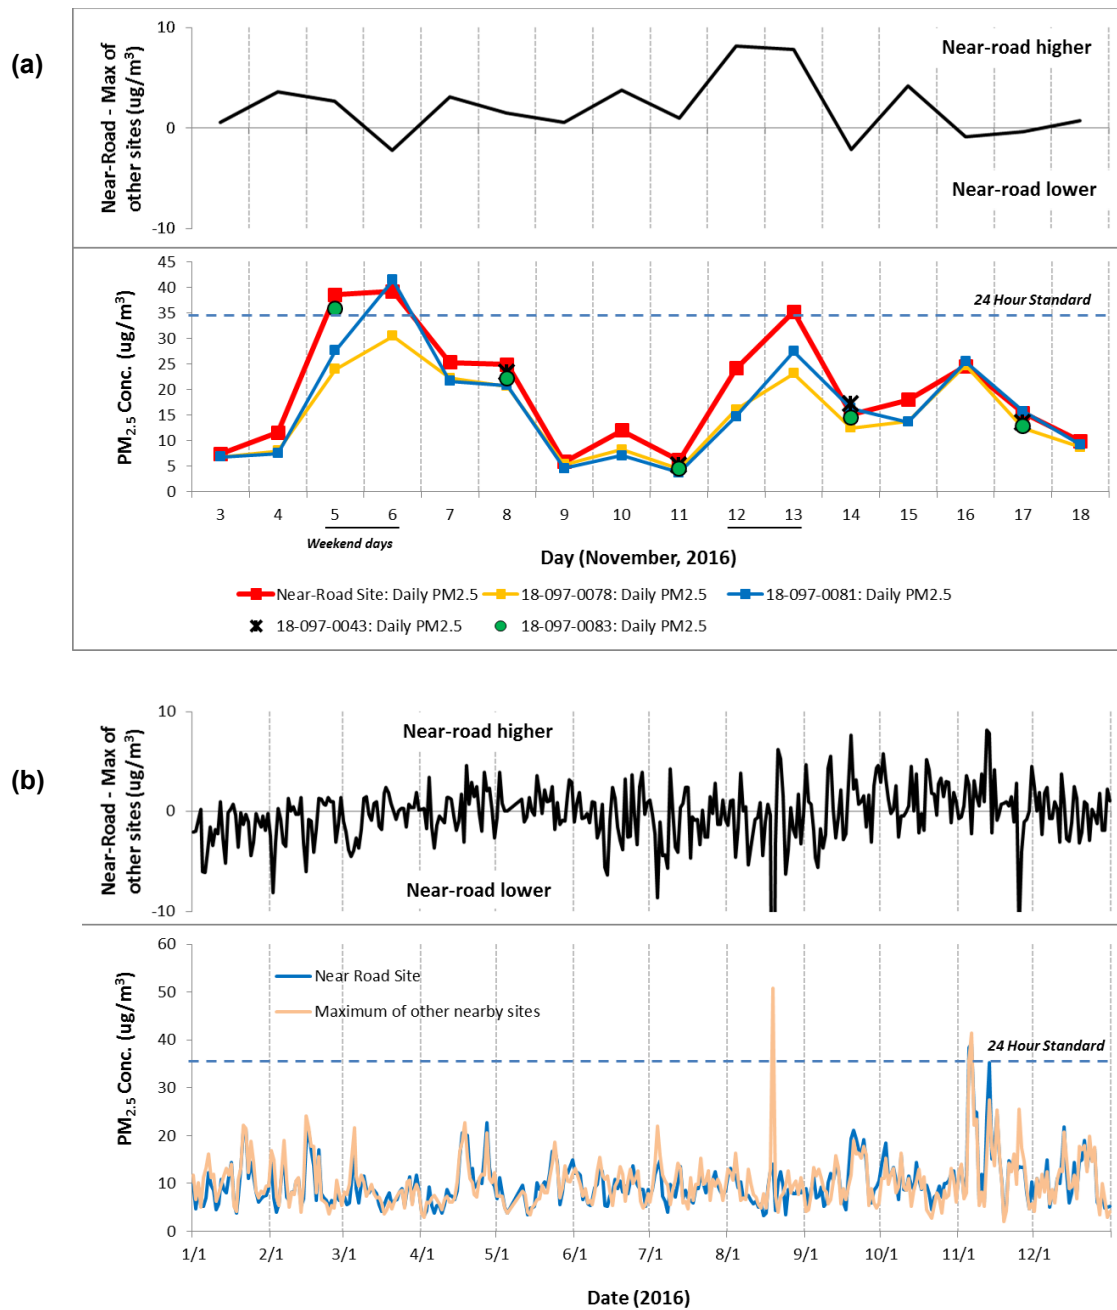 (a)
Near-Road - Max of
other sites (ug/m³)
10
0
-10
Near-road higher
Near-road lower
PM₂.₅ Conc. (ug/m³)
45
40
35
30
25
20
15
10
5
0
24 Hour Standard
3 4 5 6 7 8 9 10 11 12 13 14 15 16 17 18
Weekend days
Day (November, 2016)
Near-Road Site: Daily PM2.5 18-097-0078: Daily PM2.5 18-097-0081: Daily PM2.5
18-097-0043: Daily PM2.5 18-097-0083: Daily PM2.5
(b)
Near-Road - Max of
other sites (ug/m³)
10
0
-10
Near-road higher
Near-road lower
PM₂.₅ Conc. (ug/m³)
60
50
40
30
20
10
0
Near Road Site
Maximum of other nearby sites
24 Hour Standard
1/1 2/1 3/1 4/1 5/1 6/1 7/1 8/1 9/1 10/1 11/1 12/1
Date (2016)